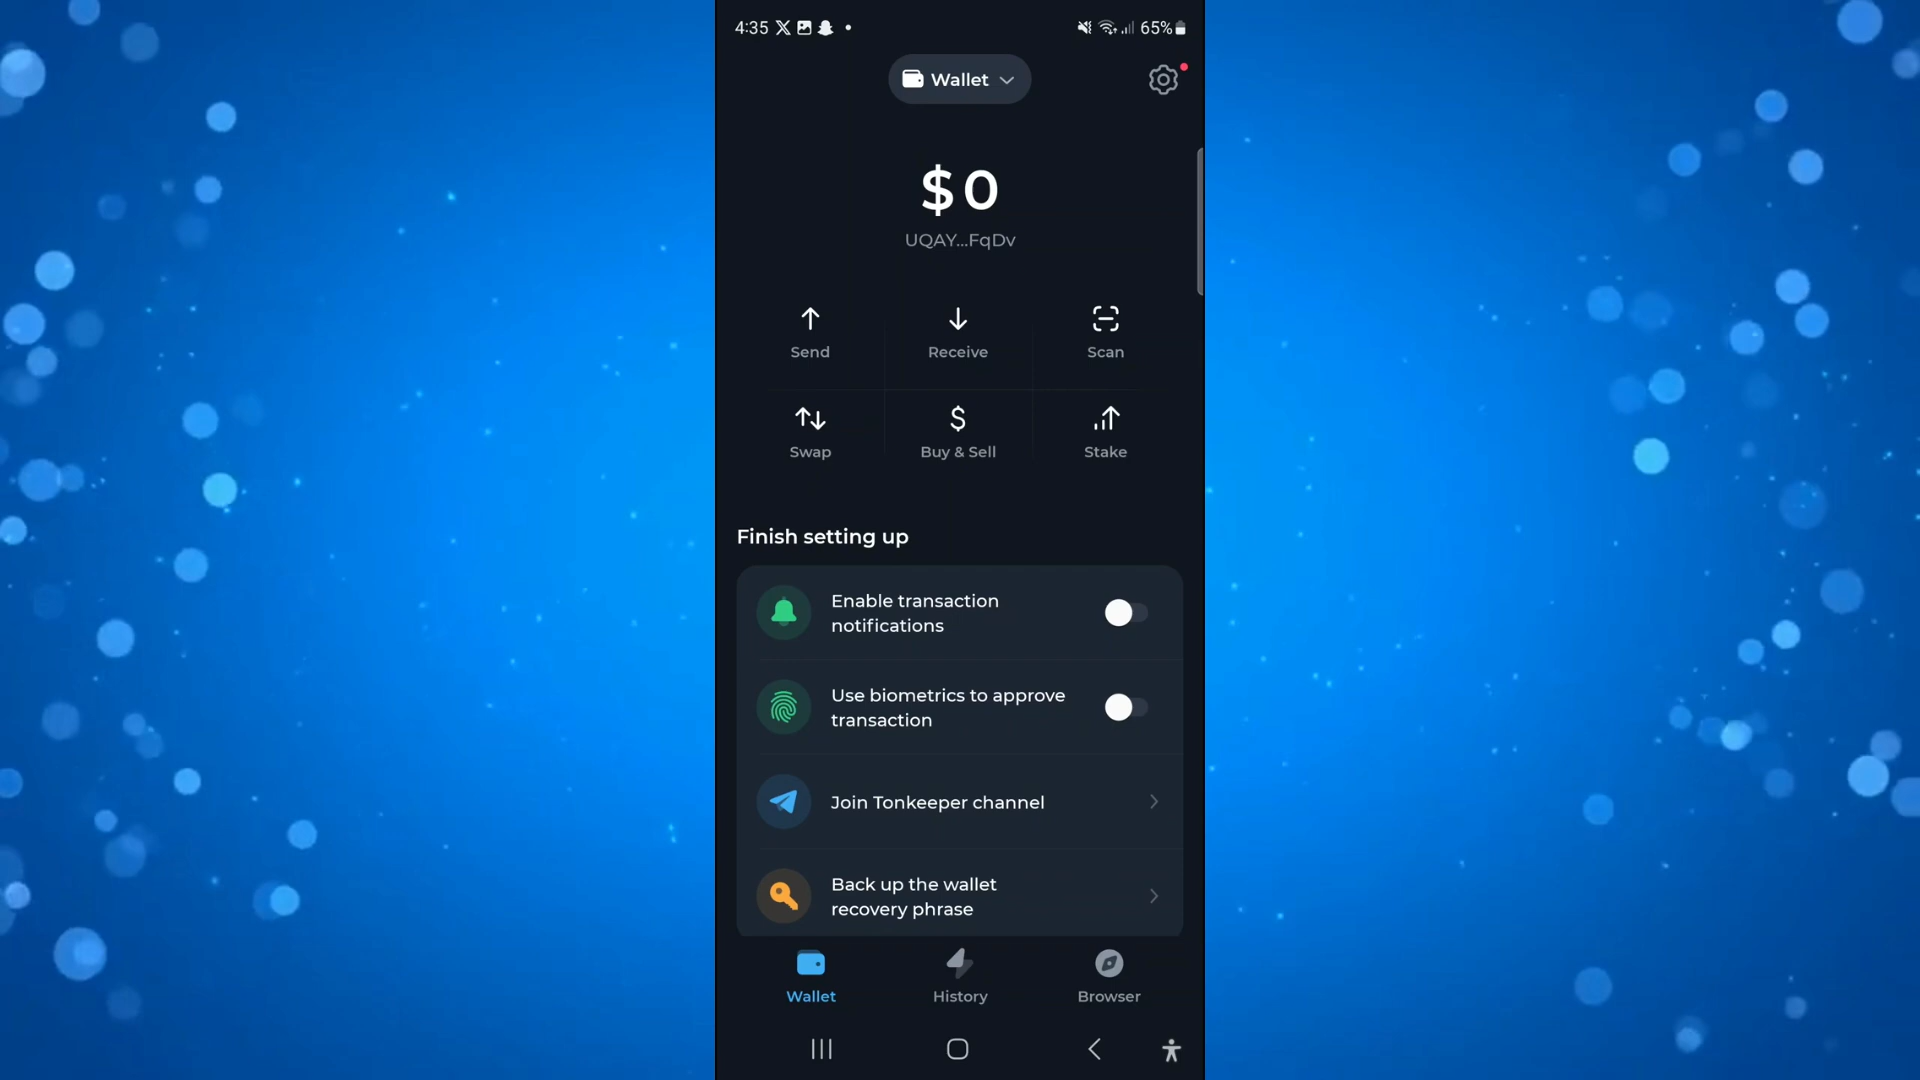 4:35
65%
Wallet
$0
UQAY...FqDv
Send
Receive
Scan
Swap
Buy & Sell
Stake
Finish setting up
Enable transaction
notifications
Use biometrics to approve
transaction
Join Tonkeeper channel
Back up the wallet
recovery phrase
Wallet
History
Browser